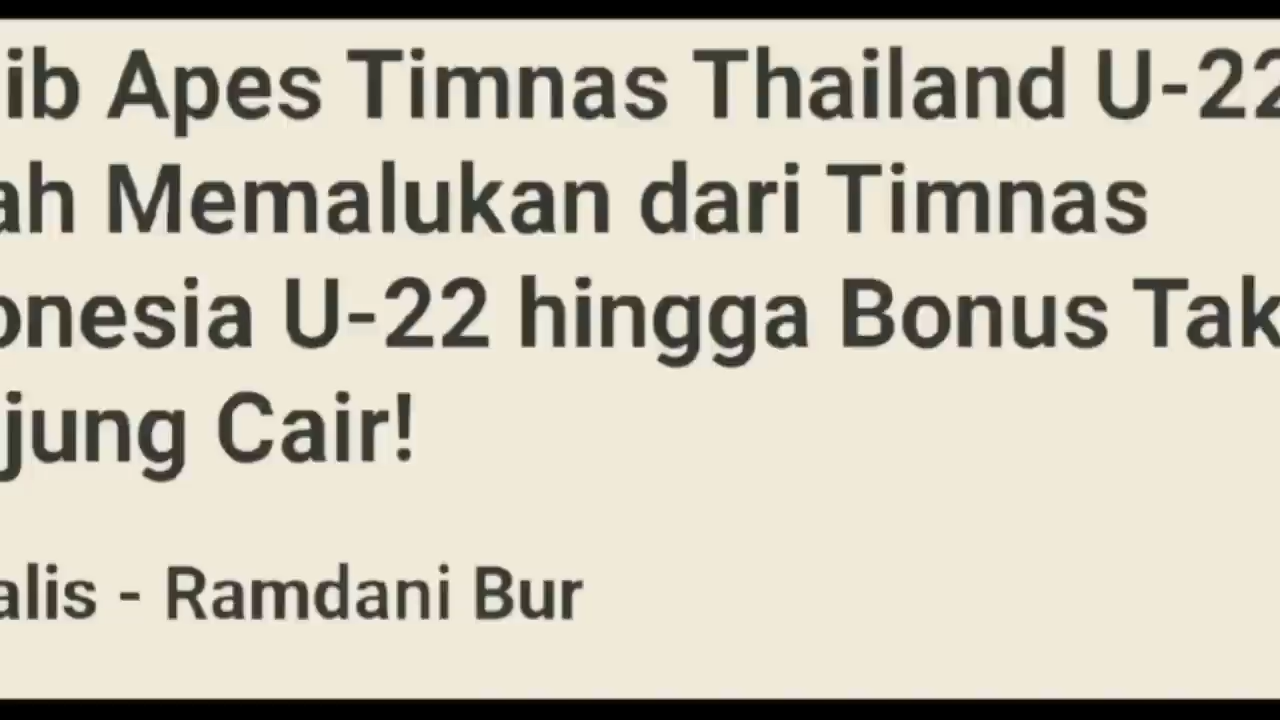 ib Apes Timnas Thailand U-22
ah Memalukan dari Timnas
onesia U-22 hingga Bonus Tak
jung Cair!
alis - Ramdani Bur